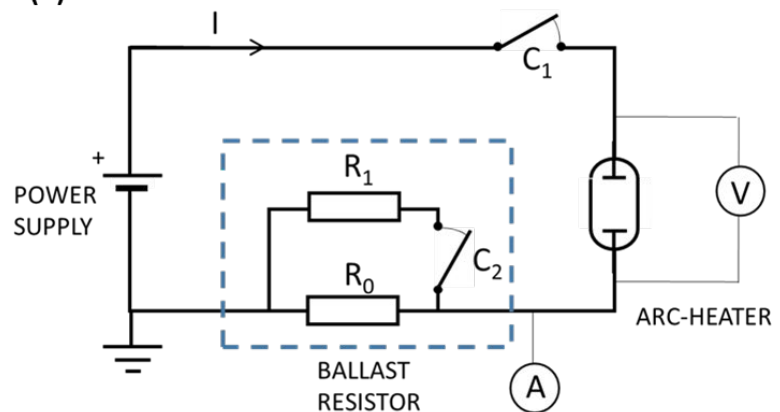 I
C1
+
POWER
SUPPLY
R1
V
C2
R0
ARC-HEATER
BALLAST
RESISTOR
A